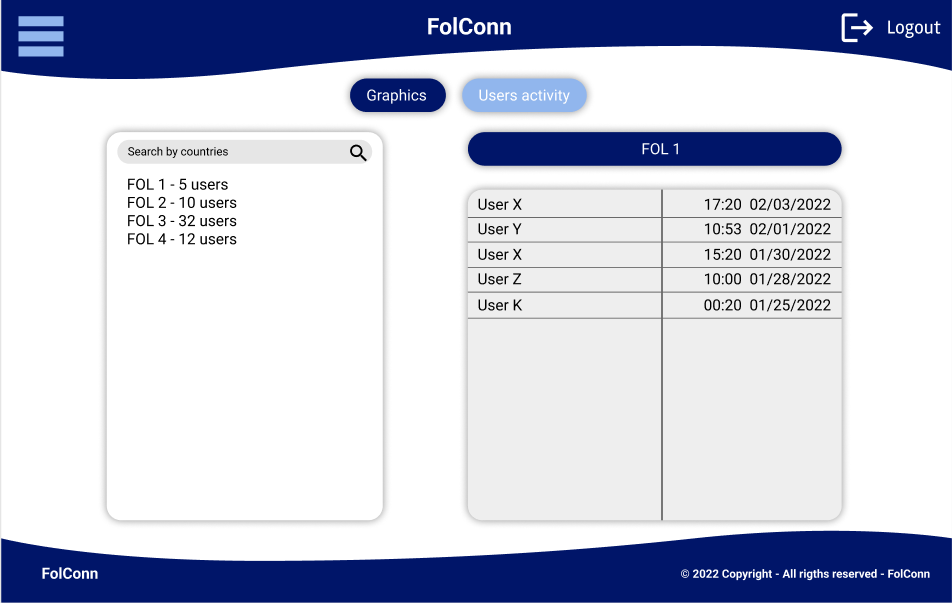 FolConn
Logout
Graphics
Users activity
Search by countries
FOL 1 - 5 users
FOL 2 - 10 users
FOL 3 - 32 users
FOL 4 - 12 users
FOL 1
User X 17:20 02/03/2022
User Y 10:53 02/01/2022
User X 15:20 01/30/2022
User Z 10:00 01/28/2022
User K 00:20 01/25/2022
FolConn
© 2022 Copyright - All rigths reserved - FolConn